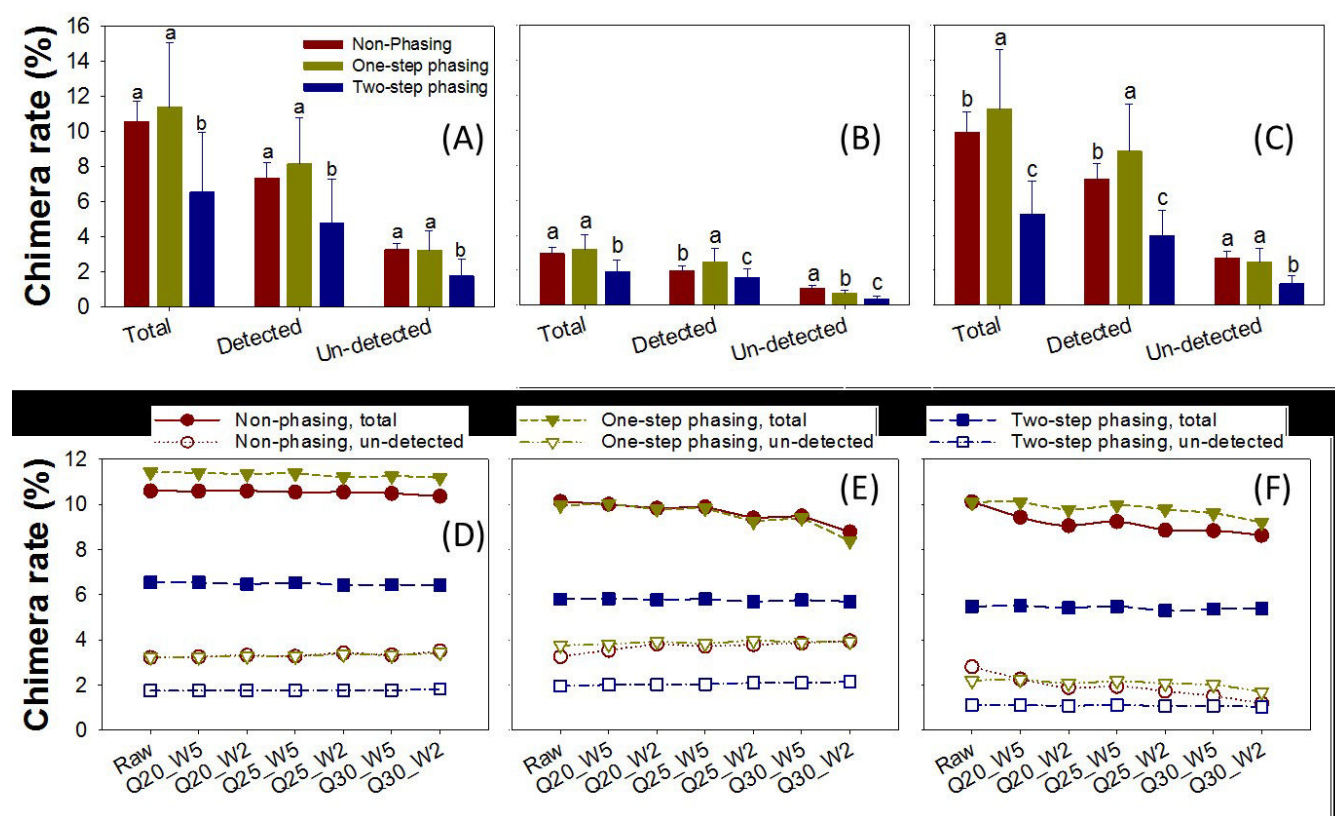 Chimera rate (%)
16
14
12
10
8
6
4
2
0
Non-Phasing
One-step phasing
Two-step phasing
(A)
a
a
b
a
a
b
a
a
b
Total
Detected
Un-detected
(B)
a
a
b
b
a
c
a
b
c
Total
Detected
Un-detected
(C)
b
a
c
b
a
c
a
a
b
Total
Detected
Un-detected
Non-phasing, total
Non-phasing, un-detected
One-step phasing, total
One-step phasing, un-detected
Two-step phasing, total
Two-step phasing, un-detected
Chimera rate (%)
12
10
8
6
4
2
0
(D)
Raw
Q20_W5
Q20_W2
Q25_W5
Q25_W2
Q30_W5
Q30_W2
(E)
Raw
Q20_W5
Q20_W2
Q25_W5
Q25_W2
Q30_W5
Q30_W2
(F)
Raw
Q20_W5
Q20_W2
Q25_W5
Q25_W2
Q30_W5
Q30_W2